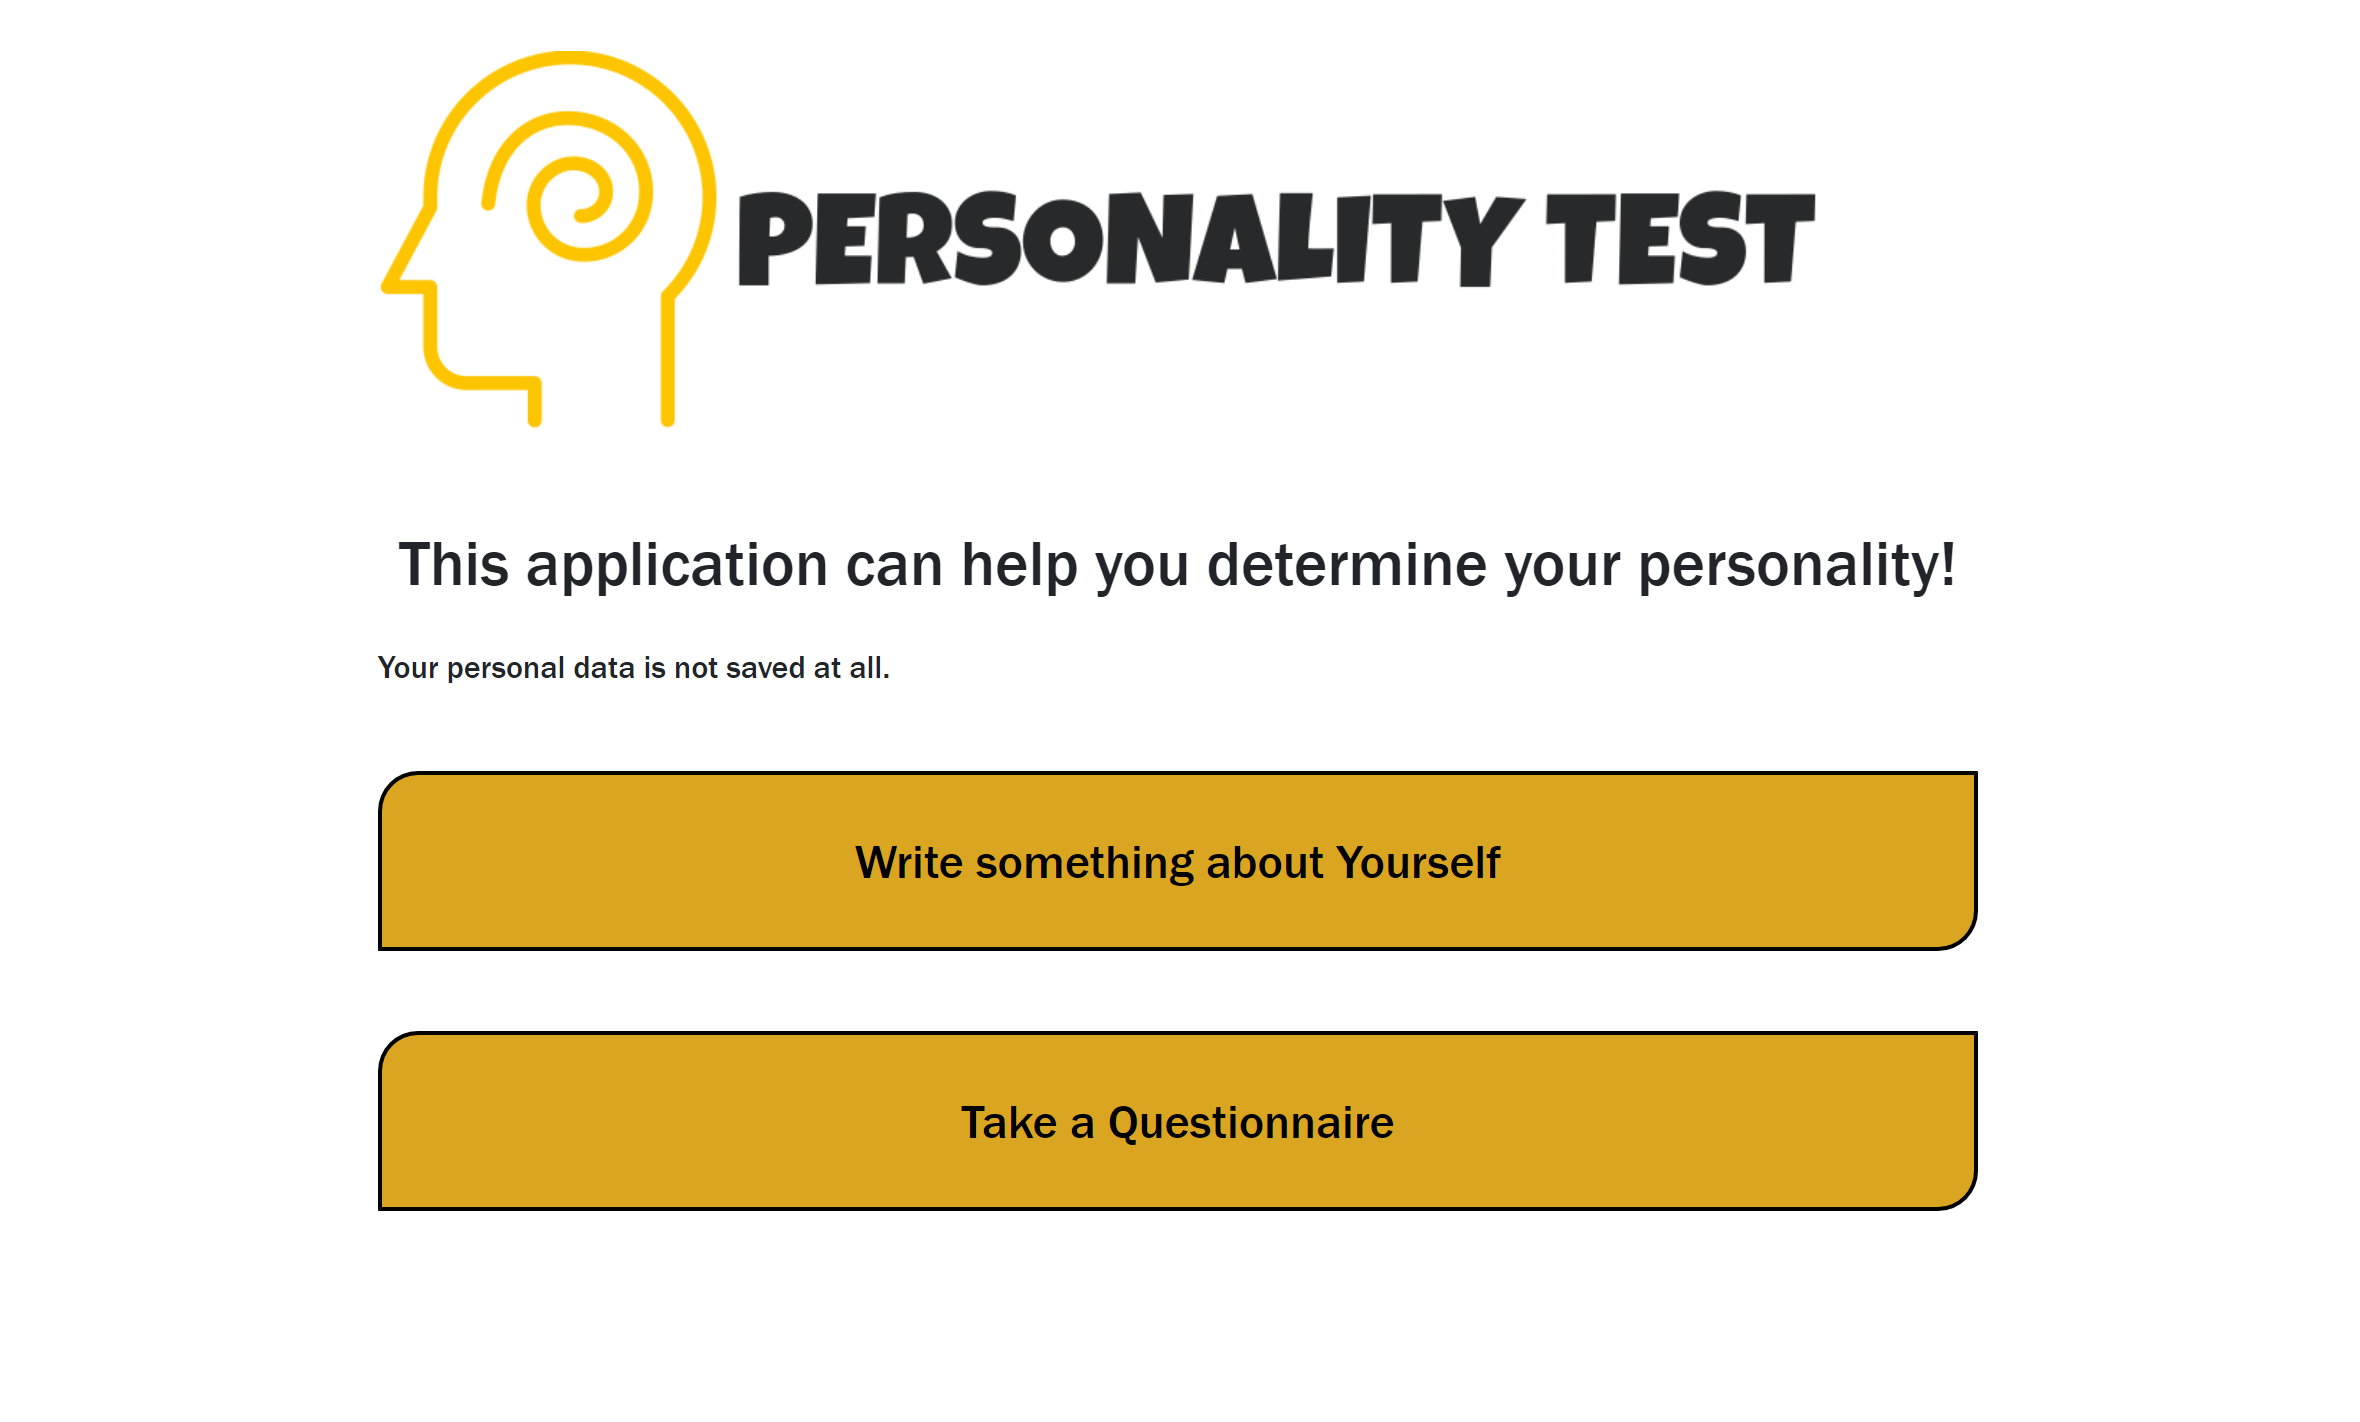 PERSONALITY TEST
This application can help you determine your personality!
Your personal data is not saved at all.
Write something about Yourself
Take a Questionnaire